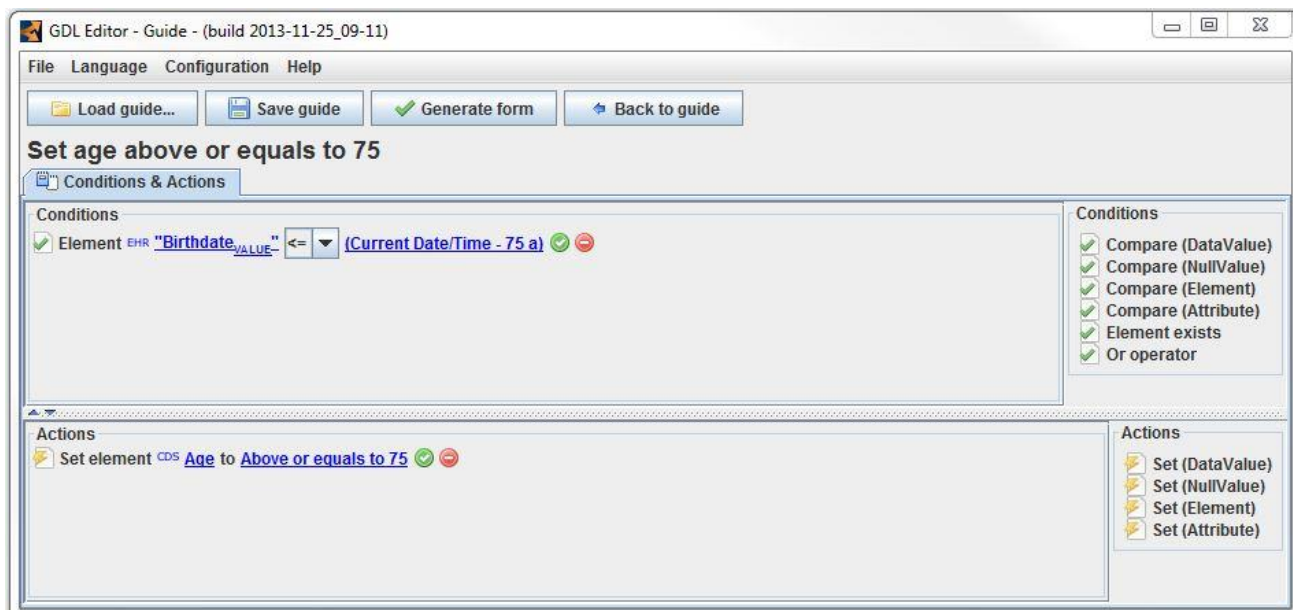 GDL Editor - Guide - (build 2013-11-25_09-11)
File Language Configuration Help
Load guide... Save guide Generate form Back to guide
Set age above or equals to 75
Conditions & Actions
Conditions
Element EHR "Birthdate VALUE" <= (Current Date/Time - 75 a)
Conditions
Compare (DataValue)
Compare (NullValue)
Compare (Element)
Compare (Attribute)
Element exists
Or operator
Actions
Set element CDS Age to Above or equals to 75
Actions
Set (DataValue)
Set (NullValue)
Set (Element)
Set (Attribute)